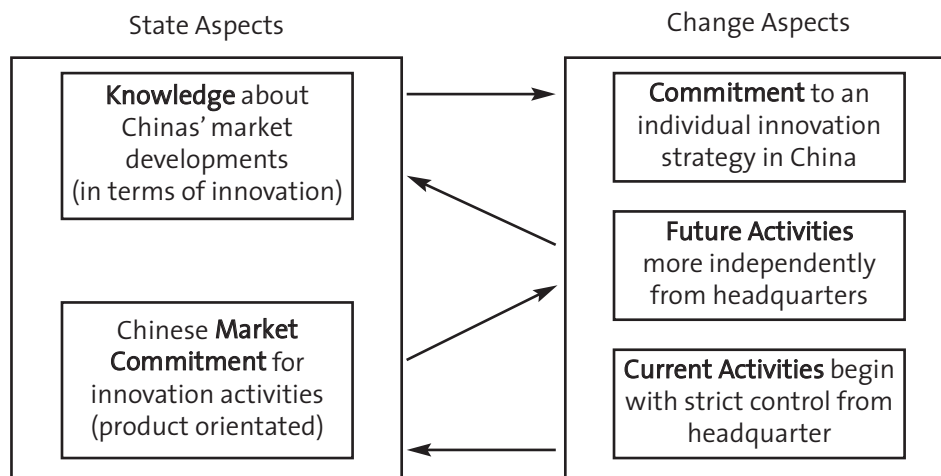 State Aspects
Knowledge about
Chinas' market
developments
(in terms of innovation)
Chinese Market
Commitment for
innovation activities
(product orientated)
Change Aspects
Commitment to an
individual innovation
strategy in China
Future Activities
more independently
from headquarters
Current Activities begin
with strict control from
headquarter